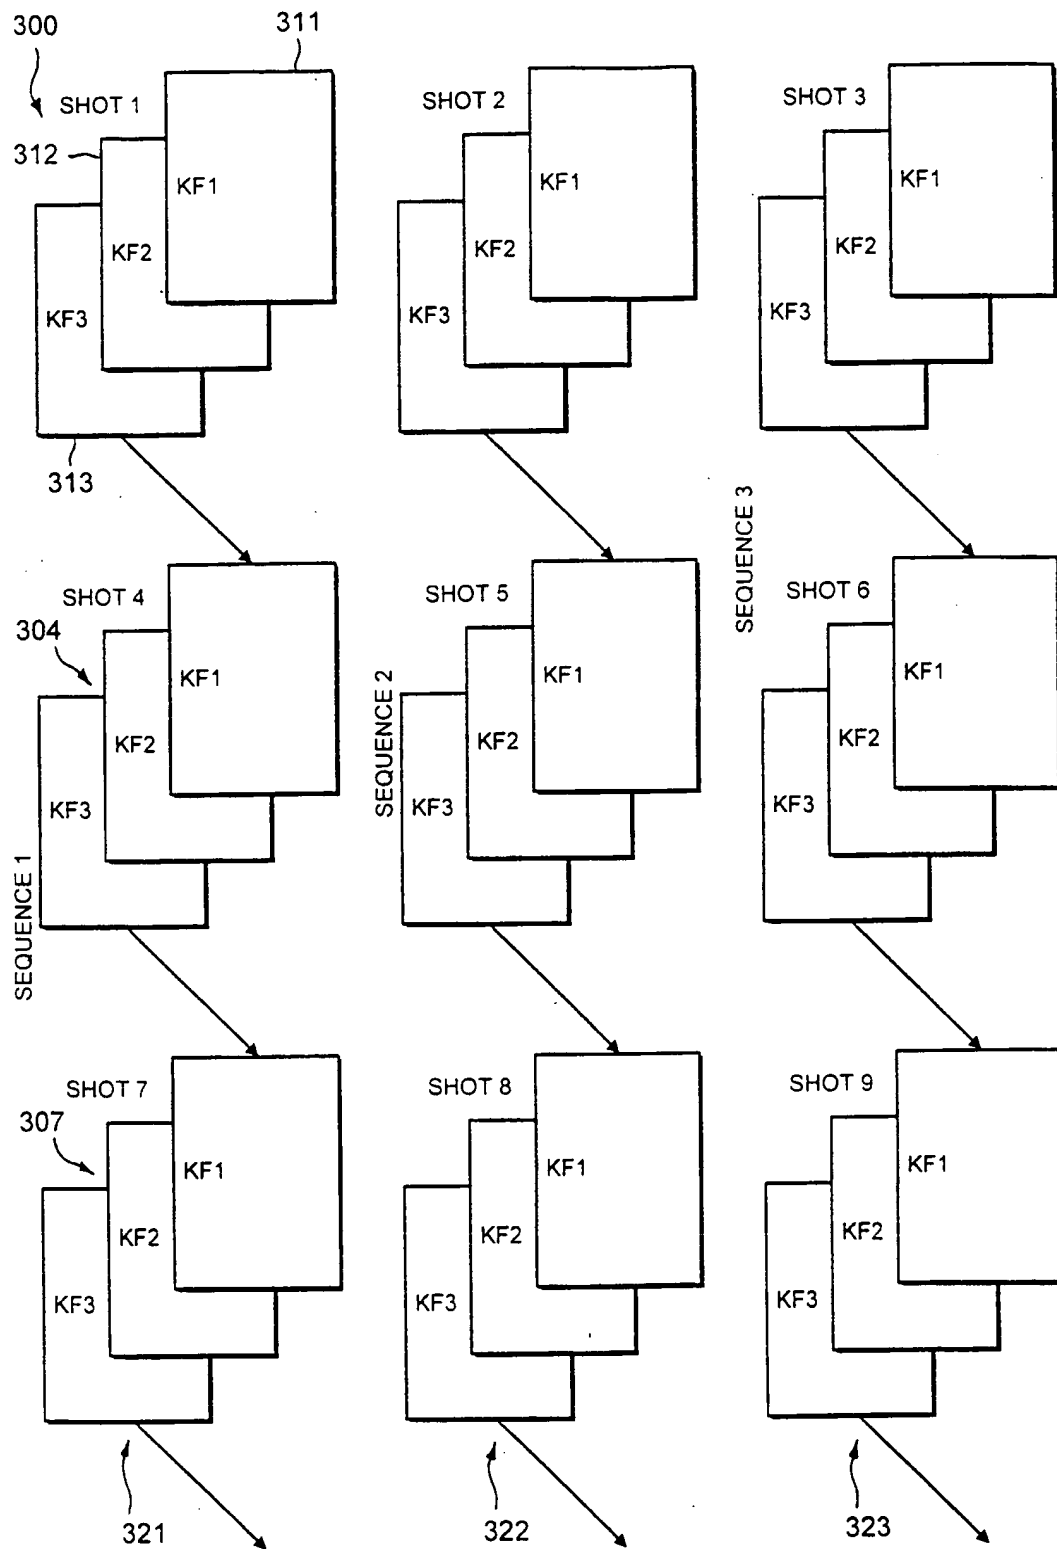 300
311
SHOT 1
SHOT 2
SHOT 3
312
KF1
KF1
KF1
KF2
KF2
KF2
KF3
KF3
KF3
313
SEQUENCE 3
SHOT 4
SHOT 5
SHOT 6
304
SEQUENCE 2
KF1
KF1
KF1
KF2
KF2
KF2
KF3
KF3
KF3
SEQUENCE 1
SHOT 7
SHOT 8
SHOT 9
307
KF1
KF1
KF1
KF2
KF2
KF2
KF3
KF3
KF3
321
322
323